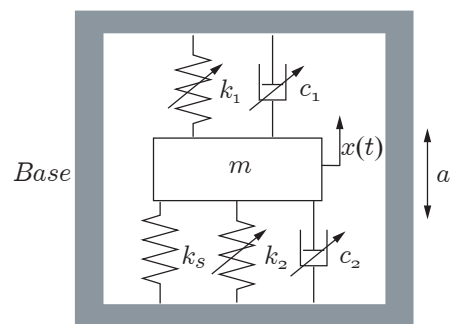 k₁
c₁
x(t)
m
Base
a
kₛ
k₂
c₂